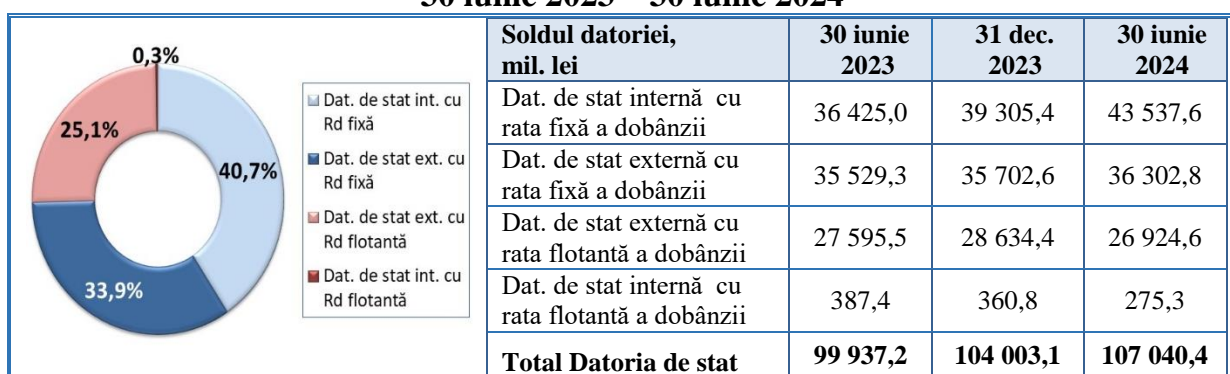 30 iunie 2023 – 30 iunie 2024
0,3%
25,1%
40,7%
33,9%
Dat. de stat int. cu
Rd fixă
Dat. de stat ext. cu
Rd fixă
Dat. de stat ext. cu
Rd flotantă
Dat. de stat int. cu
Rd flotantă
Soldul datoriei, 30 iunie 31 dec. 30 iunie
mil. lei 2023 2023 2024
Dat. de stat internă cu
rata fixă a dobânzii 36 425,0 39 305,4 43 537,6
Dat. de stat externă cu
rata fixă a dobânzii 35 529,3 35 702,6 36 302,8
Dat. de stat externă cu
rata flotantă a dobânzii 27 595,5 28 634,4 26 924,6
Dat. de stat internă cu
rata flotantă a dobânzii 387,4 360,8 275,3
Total Datoria de stat 99 937,2 104 003,1 107 040,4